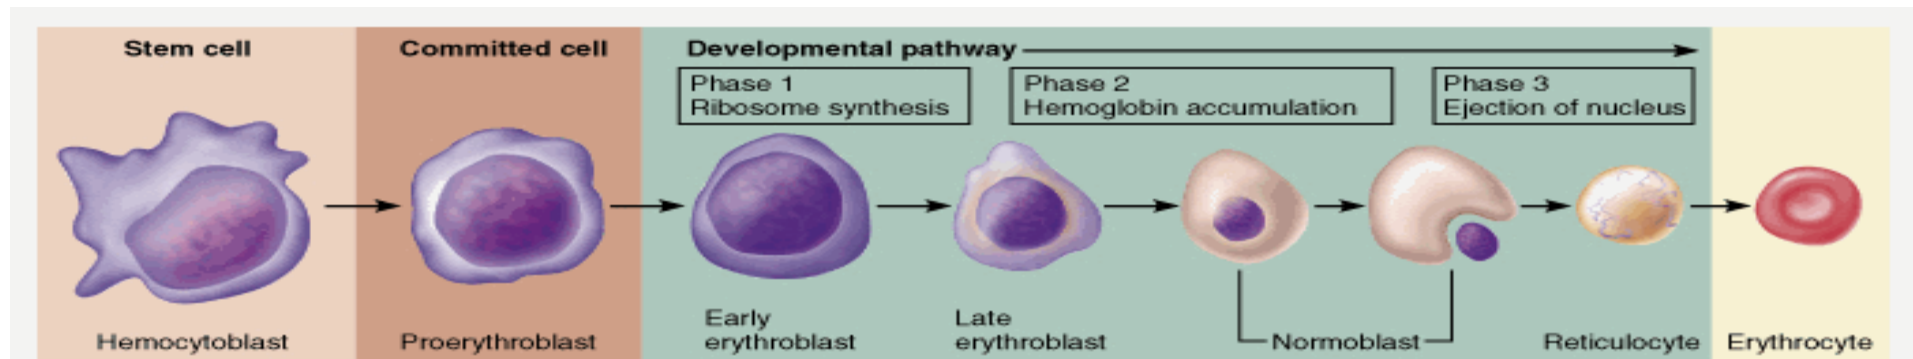 Stem cell
Committed cell
Developmental pathway
Phase 1
Ribosome synthesis
Phase 2
Hemoglobin accumulation
Phase 3
Ejection of nucleus
Hemocytoblast
Proerythroblast
Early
erythroblast
Late
erythroblast
Normoblast
Reticulocyte
Erythrocyte